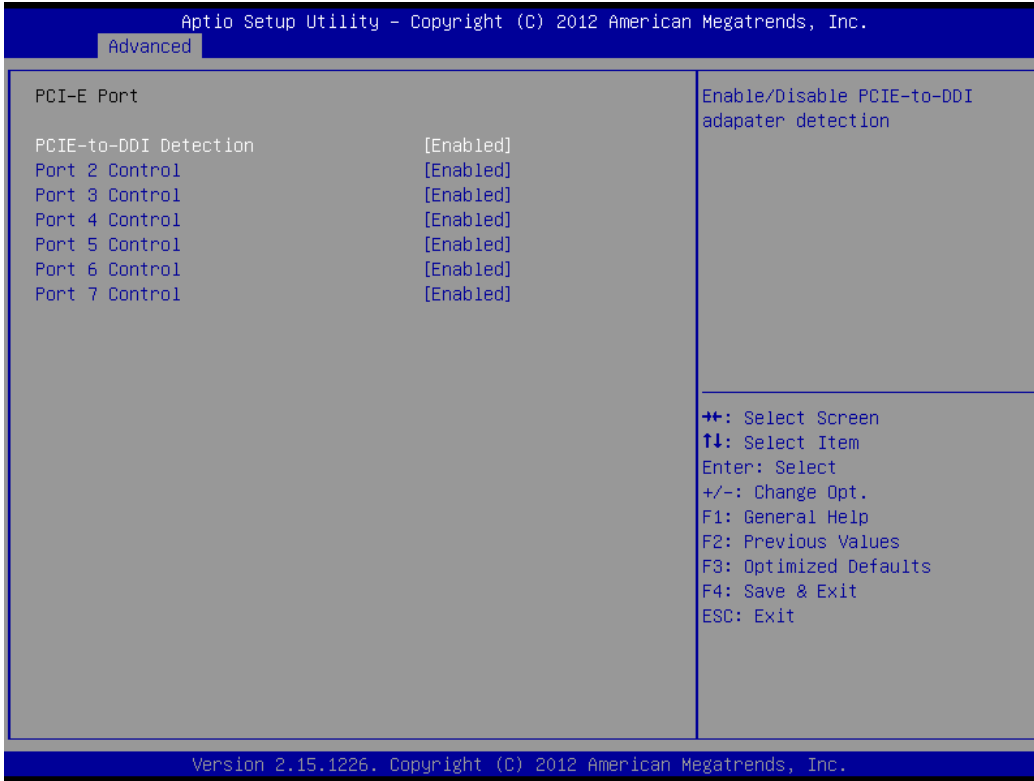 Aptio Setup Utility – Copyright (C) 2012 American Megatrends, Inc.
Advanced
PCI-E Port
PCIE-to-DDI Detection [Enabled]
Port 2 Control [Enabled]
Port 3 Control [Enabled]
Port 4 Control [Enabled]
Port 5 Control [Enabled]
Port 6 Control [Enabled]
Port 7 Control [Enabled]
Enable/Disable PCIE-to-DDI
adapater detection
→←: Select Screen
↑↓: Select Item
Enter: Select
+/-: Change Opt.
F1: General Help
F2: Previous Values
F3: Optimized Defaults
F4: Save & Exit
ESC: Exit
Version 2.15.1226. Copyright (C) 2012 American Megatrends, Inc.